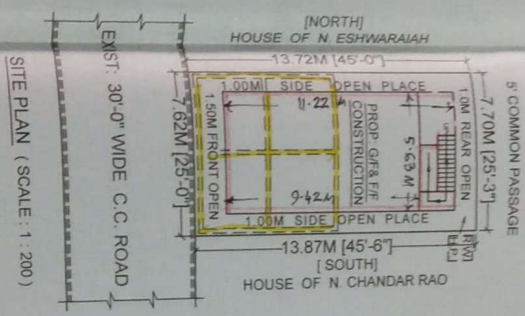 [NORTH]
HOUSE OF N. ESHWARAIAH
13.72M [45'-0"]
1.00M SIDE OPEN PLACE
11.22 M
PROP. G/F& F/F
CONSTRUCTION
5.63 M
9.42 M
1.50M FRONT OPEN
1.0M REAR OPEN
7.62M [25'-0"]
7.70M [25'-3"]
5' COMMON PASSAGE
1.00M SIDE OPEN PLACE
13.87M [45'-6"]
[SOUTH]
HOUSE OF N. CHANDAR RAO
EXIST: 30'-0" WIDE C.C. ROAD
SITE PLAN ( SCALE : 1 : 200 )